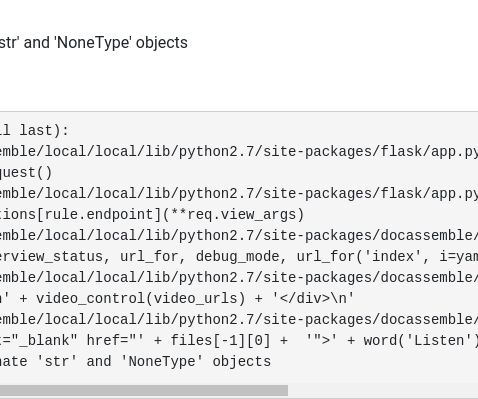 str' and 'NoneType' objects
ll last):
emble/local/local/lib/python2.7/site-packages/flask/app.py
quest()
emble/local/local/lib/python2.7/site-packages/flask/app.py
tions[rule.endpoint](**req.view_args)
emble/local/local/lib/python2.7/site-packages/docassemble/
erview_status, url_for, debug_mode, url_for('index', i=yam
emble/local/local/lib/python2.7/site-packages/docassemble/
n' + video_control(video_urls) + '</div>\n'
emble/local/local/lib/python2.7/site-packages/docassemble/
t="_blank" href="' + files[-1][0] +  '">' + word('Listen')
nate 'str' and 'NoneType' objects